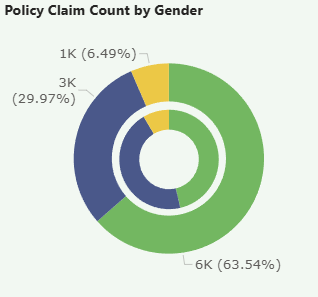 Policy Claim Count by Gender
1K (6.49%)
3K
(29.97%)
6K (63.54%)